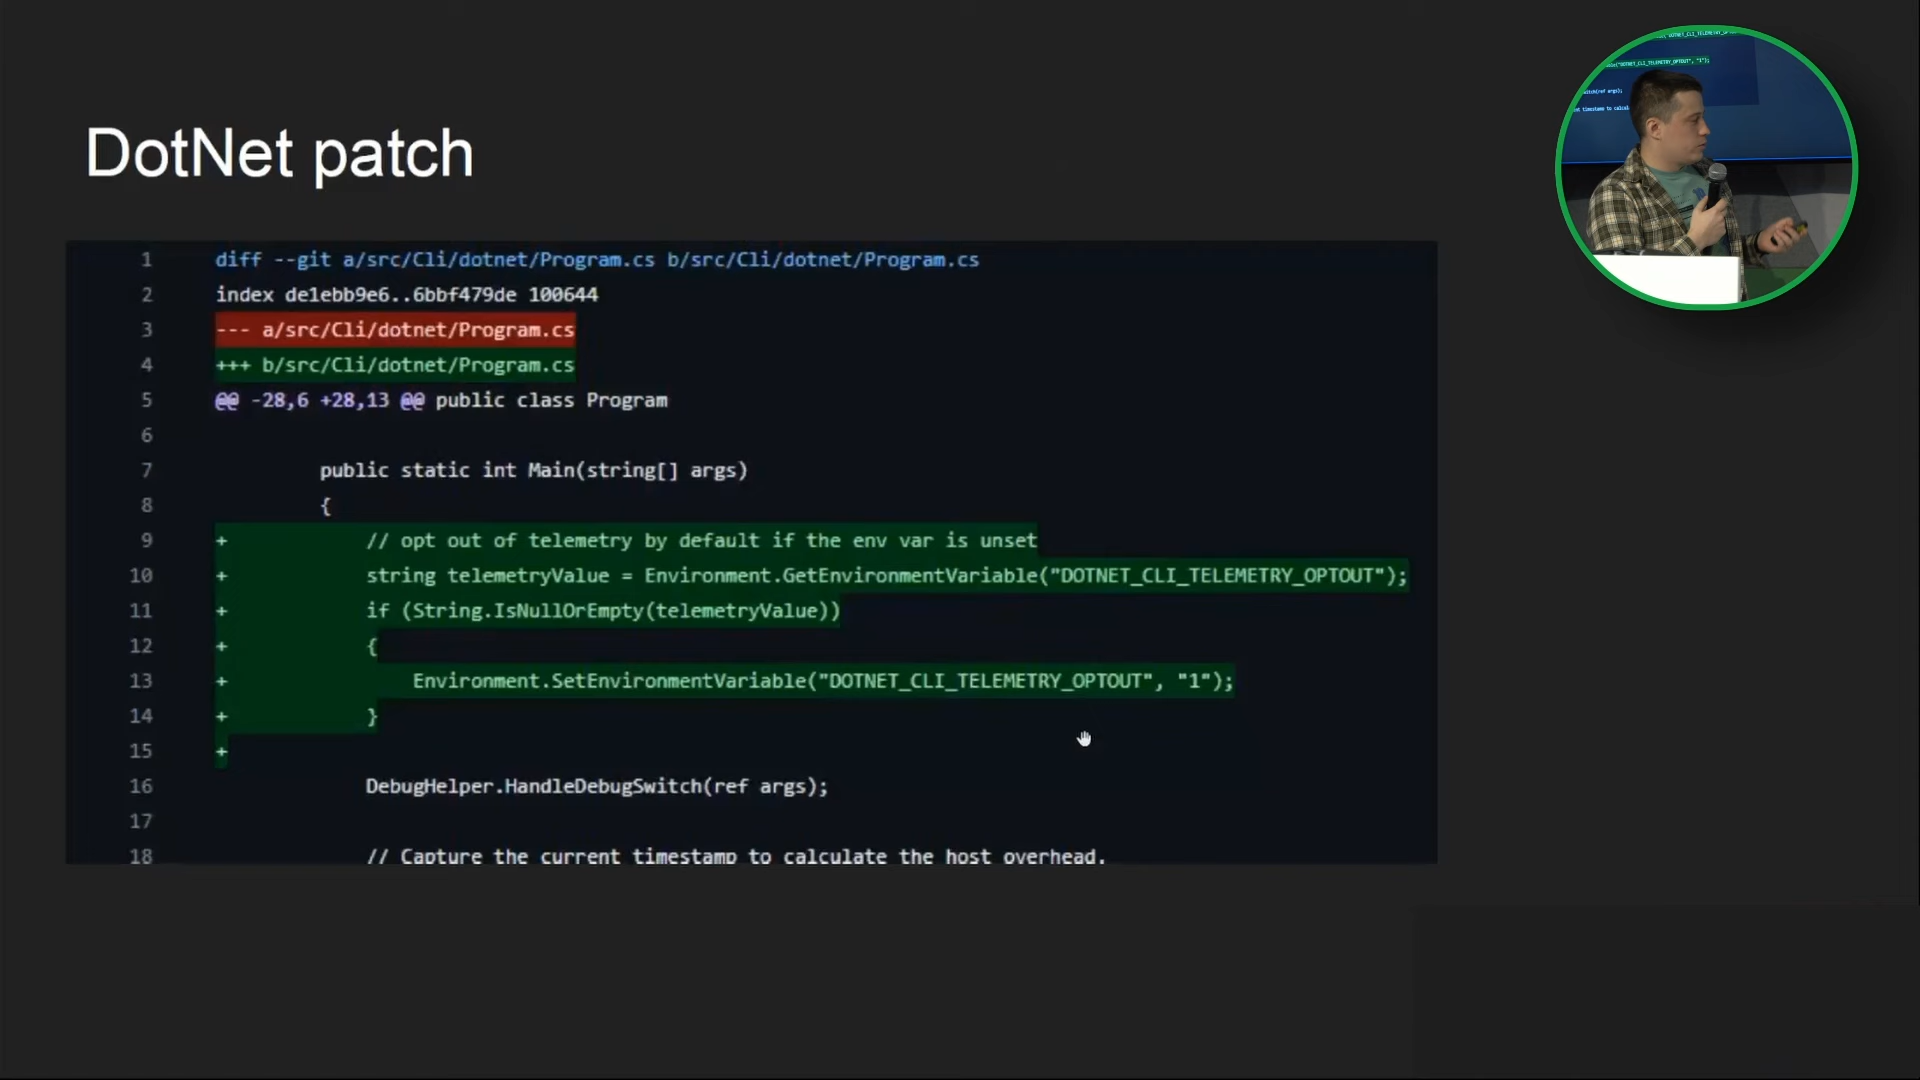 DotNet patch
1 diff --git a/src/Cli/dotnet/Program.cs b/src/Cli/dotnet/Program.cs
2 index de1ebb9e6..6bbf479de 100644
3 --- a/src/Cli/dotnet/Program.cs
4 +++ b/src/Cli/dotnet/Program.cs
5 @@ -28,6 +28,13 @@ public class Program
6
7 public static int Main(string[] args)
8 {
9 + // opt out of telemetry by default if the env var is unset
10 + string telemetryValue = Environment.GetEnvironmentVariable("DOTNET_CLI_TELEMETRY_OPTOUT");
11 + if (String.IsNullOrEmpty(telemetryValue))
12 + {
13 + Environment.SetEnvironmentVariable("DOTNET_CLI_TELEMETRY_OPTOUT", "1");
14 + }
15 +
16 DebugHelper.HandleDebugSwitch(ref args);
17
18 // Capture the current timestamp to calculate the host overhead.